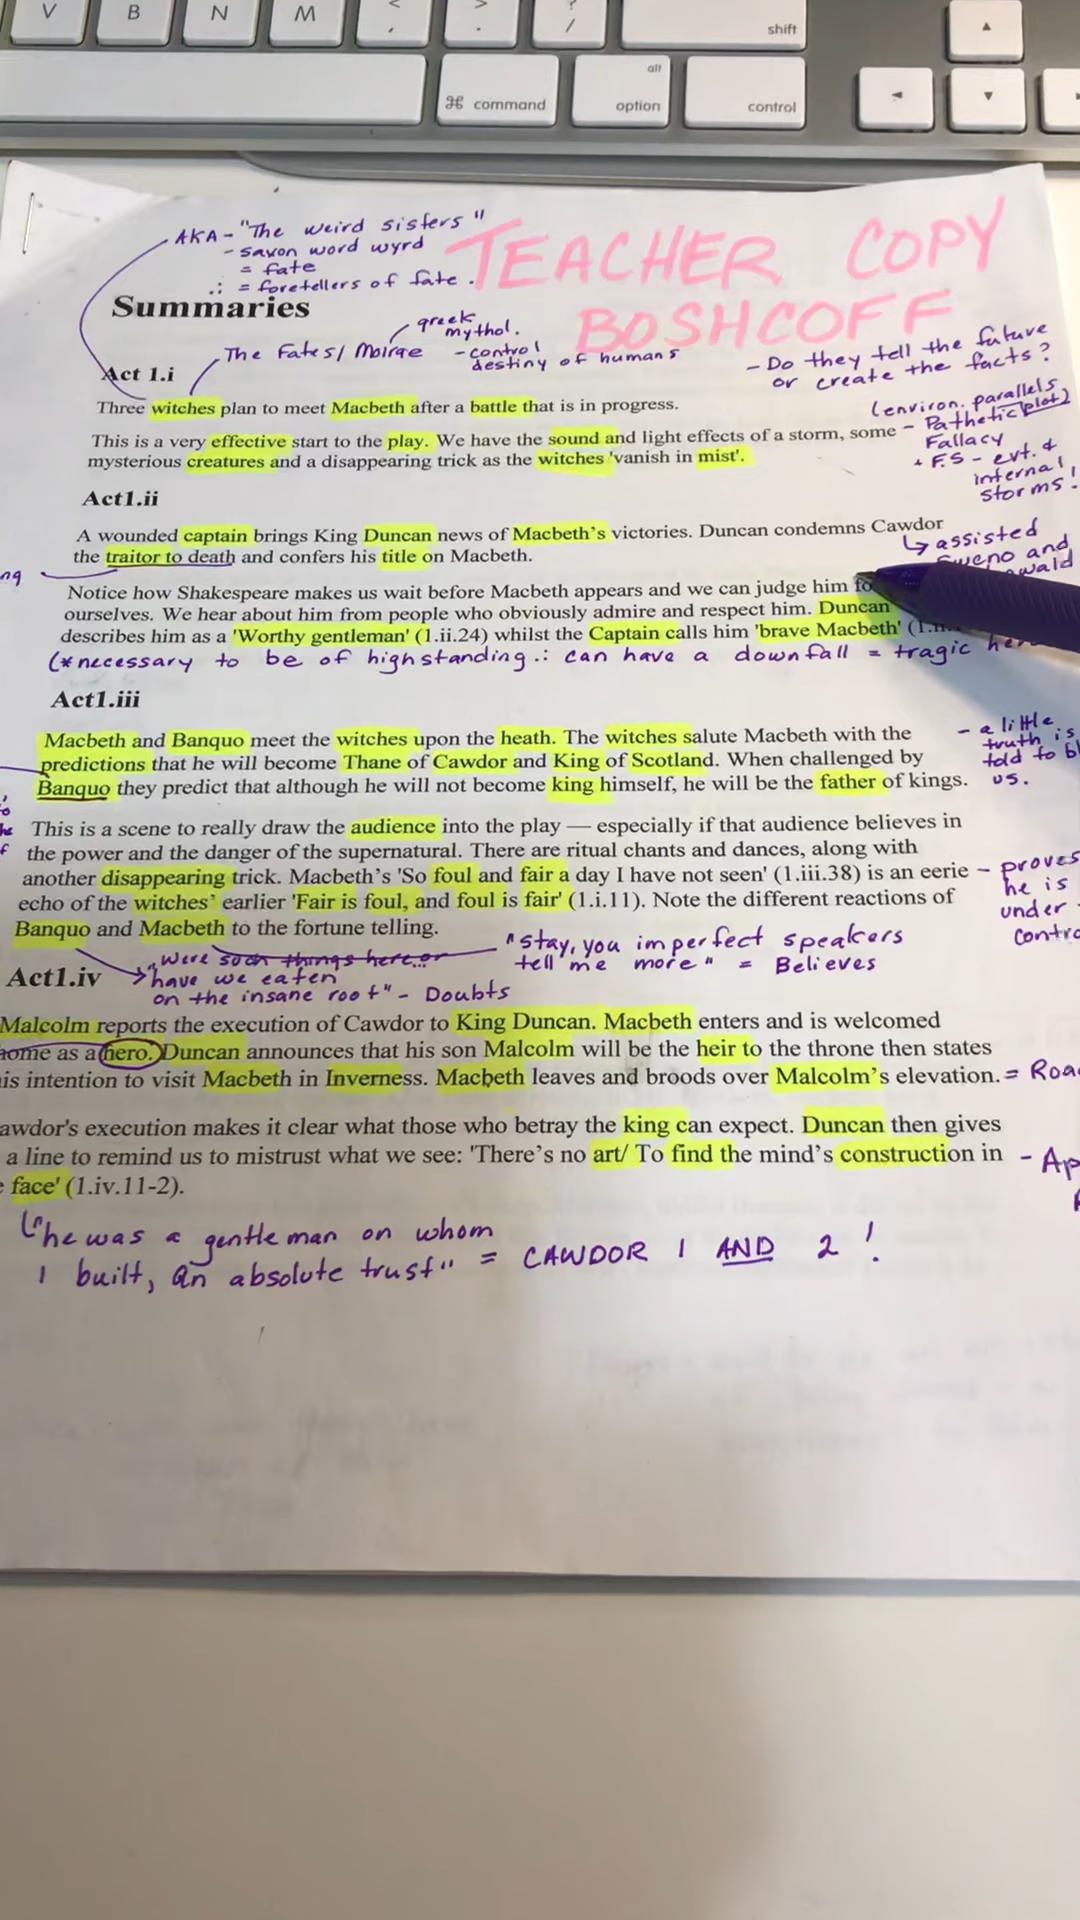 V B N M < , > . ? / shift
⌘ command alt option control
AKA - "The weird sisters"
- saxon word wyrd
= fate
∴ = foretellers of fate.
TEACHER COPY
BOSHCOFF
Summaries
greek
mythol.
The Fates/ Moirae - control
destiny of humans
- Do they tell the future
or create the facts?
Act 1.i
Three witches plan to meet Macbeth after a battle that is in progress.
(environ. parallels
plot)
- Pathetic
Fallacy
+ F.S - ext. &
internal
storms!
This is a very effective start to the play. We have the sound and light effects of a storm, some
mysterious creatures and a disappearing trick as the witches 'vanish in mist'.
Act1.ii
A wounded captain brings King Duncan news of Macbeth's victories. Duncan condemns Cawdor
the traitor to death and confers his title on Macbeth.
assisted
Sweno and
ng
Notice how Shakespeare makes us wait before Macbeth appears and we can judge him
ourselves. We hear about him from people who obviously admire and respect him. Duncan
describes him as a 'Worthy gentleman' (1.ii.24) whilst the Captain calls him 'brave Macbeth'
(*necessary to be of high standing ∴ can have a downfall = tragic
Act1.iii
Macbeth and Banquo meet the witches upon the heath. The witches salute Macbeth with the
predictions that he will become Thane of Cawdor and King of Scotland. When challenged by
Banquo they predict that although he will not become king himself, he will be the father of kings.
- a little
truth is
told to
us.
This is a scene to really draw the audience into the play — especially if that audience believes in
the power and the danger of the supernatural. There are ritual chants and dances, along with
another disappearing trick. Macbeth's 'So foul and fair a day I have not seen' (1.iii.38) is an eerie
echo of the witches' earlier 'Fair is foul, and foul is fair' (1.i.11). Note the different reactions of
Banquo and Macbeth to the fortune telling.
- proves
he is
under
"stay, you imperfect speakers
tell me more" = Believes
"were such things here...or
have we eaten
on the insane root" - Doubts
Act1.iv
Malcolm reports the execution of Cawdor to King Duncan. Macbeth enters and is welcomed
home as a hero. Duncan announces that his son Malcolm will be the heir to the throne then states
is intention to visit Macbeth in Inverness. Macbeth leaves and broods over Malcolm's elevation. =
awdor's execution makes it clear what those who betray the king can expect. Duncan then gives
a line to remind us to mistrust what we see: 'There's no art/ To find the mind's construction in
face' (1.iv.11-2).
"he was a gentleman on whom
I built, an absolute trust" = CAWDOR 1 AND 2!